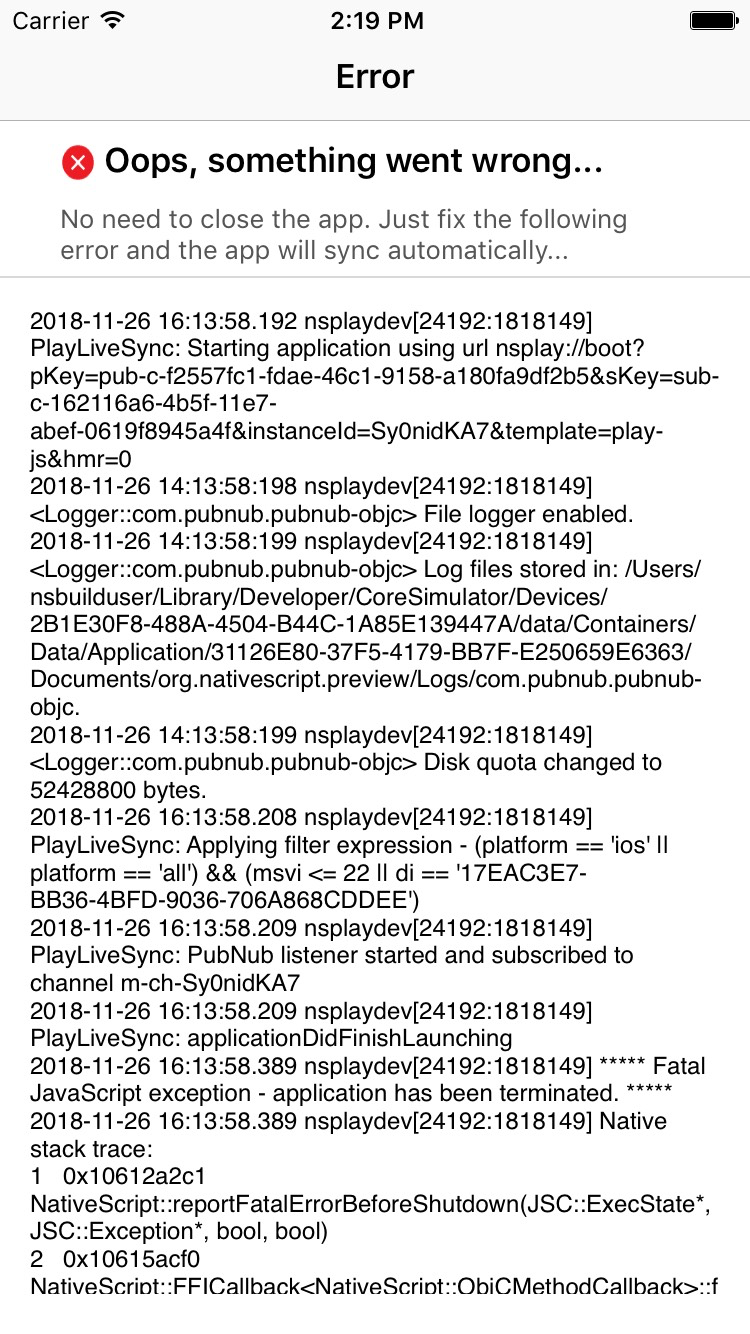 Carrier 2:19 PM
Error
Oops, something went wrong...
No need to close the app. Just fix the following
error and the app will sync automatically...
2018-11-26 16:13:58.192 nsplaydev[24192:1818149]
PlayLiveSync: Starting application using url nsplay://boot?
pKey=pub-c-f2557fc1-fdae-46c1-9158-a180fa9df2b5&sKey=sub-
c-162116a6-4b5f-11e7-
abef-0619f8945a4f&instanceId=Sy0nidKA7&template=play-
js&hmr=0
2018-11-26 14:13:58:198 nsplaydev[24192:1818149]
<Logger::com.pubnub.pubnub-objc> File logger enabled.
2018-11-26 14:13:58:199 nsplaydev[24192:1818149]
<Logger::com.pubnub.pubnub-objc> Log files stored in: /Users/
nsbuilduser/Library/Developer/CoreSimulator/Devices/
2B1E30F8-488A-4504-B44C-1A85E139447A/data/Containers/
Data/Application/31126E80-37F5-4179-BB7F-E250659E6363/
Documents/org.nativescript.preview/Logs/com.pubnub.pubnub-
objc.
2018-11-26 14:13:58:199 nsplaydev[24192:1818149]
<Logger::com.pubnub.pubnub-objc> Disk quota changed to
52428800 bytes.
2018-11-26 16:13:58.208 nsplaydev[24192:1818149]
PlayLiveSync: Applying filter expression - (platform == 'ios' ||
platform == 'all') && (msvi <= 22 || di == '17EAC3E7-
BB36-4BFD-9036-706A868CDDEE')
2018-11-26 16:13:58.209 nsplaydev[24192:1818149]
PlayLiveSync: PubNub listener started and subscribed to
channel m-ch-Sy0nidKA7
2018-11-26 16:13:58.209 nsplaydev[24192:1818149]
PlayLiveSync: applicationDidFinishLaunching
2018-11-26 16:13:58.389 nsplaydev[24192:1818149] ***** Fatal
JavaScript exception - application has been terminated. *****
2018-11-26 16:13:58.389 nsplaydev[24192:1818149] Native
stack trace:
1 0x10612a2c1
NativeScript::reportFatalErrorBeforeShutdown(JSC::ExecState*,
JSC::Exception*, bool, bool)
2 0x10615acf0
NativeScript::FFICallback<NativeScript::ObjCMethodCallback>::f